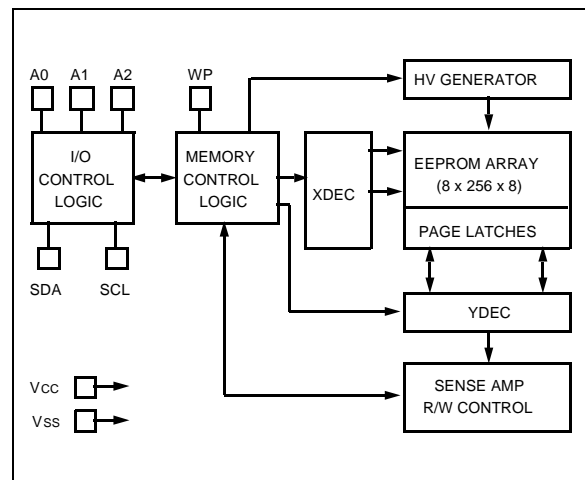 A0 A1 A2 WP
HV GENERATOR
I/O
CONTROL
LOGIC
MEMORY
CONTROL
LOGIC
XDEC
EEPROM ARRAY
(8 x 256 x 8)
PAGE LATCHES
SDA SCL
YDEC
VCC
VSS
SENSE AMP
R/W CONTROL